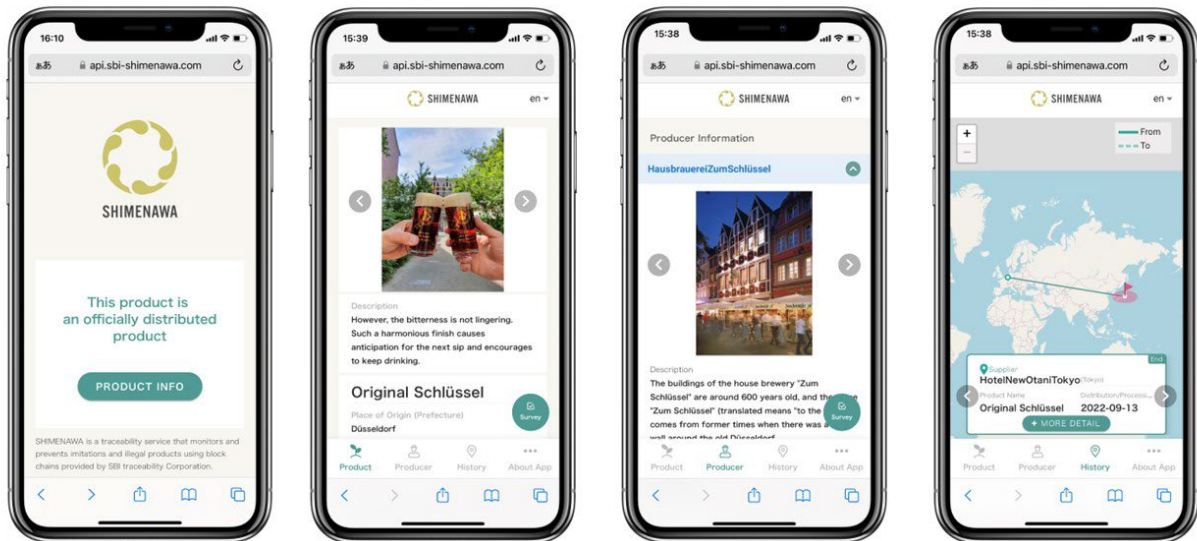 16:10
ぁあ api.sbi-shimenawa.com
SHIMENAWA
This product is
an officially distributed
product
PRODUCT INFO
SHIMENAWA is a traceability service that monitors and
prevents imitations and illegal products using block
chains provided by SBI traceability Corporation.
15:39
ぁあ api.sbi-shimenawa.com
SHIMENAWA en
Description
However, the bitterness is not lingering.
Such a harmonious finish causes
anticipation for the next sip and encourages
to keep drinking.
Original Schlüssel
Place of Origin (Prefecture)
Düsseldorf
Survey
Product Producer History About App
15:38
ぁあ api.sbi-shimenawa.com
SHIMENAWA en
Producer Information
HausbrauereiZumSchlüssel
Description
The buildings of the house brewery "Zum
Schlüssel" are around 600 years old, and the
"Zum Schlüssel" (translated means "to the
comes from former times when there was a
wall around the old Düsseldorf
Survey
Product Producer History About App
15:38
ぁあ api.sbi-shimenawa.com
SHIMENAWA en
+
−
From
To
End
Supplier
HotelNewOtaniTokyo(Tokyo)
Product Name Distribution/Processi...
Original Schlüssel 2022-09-13
+ MORE DETAIL
Product Producer History About App